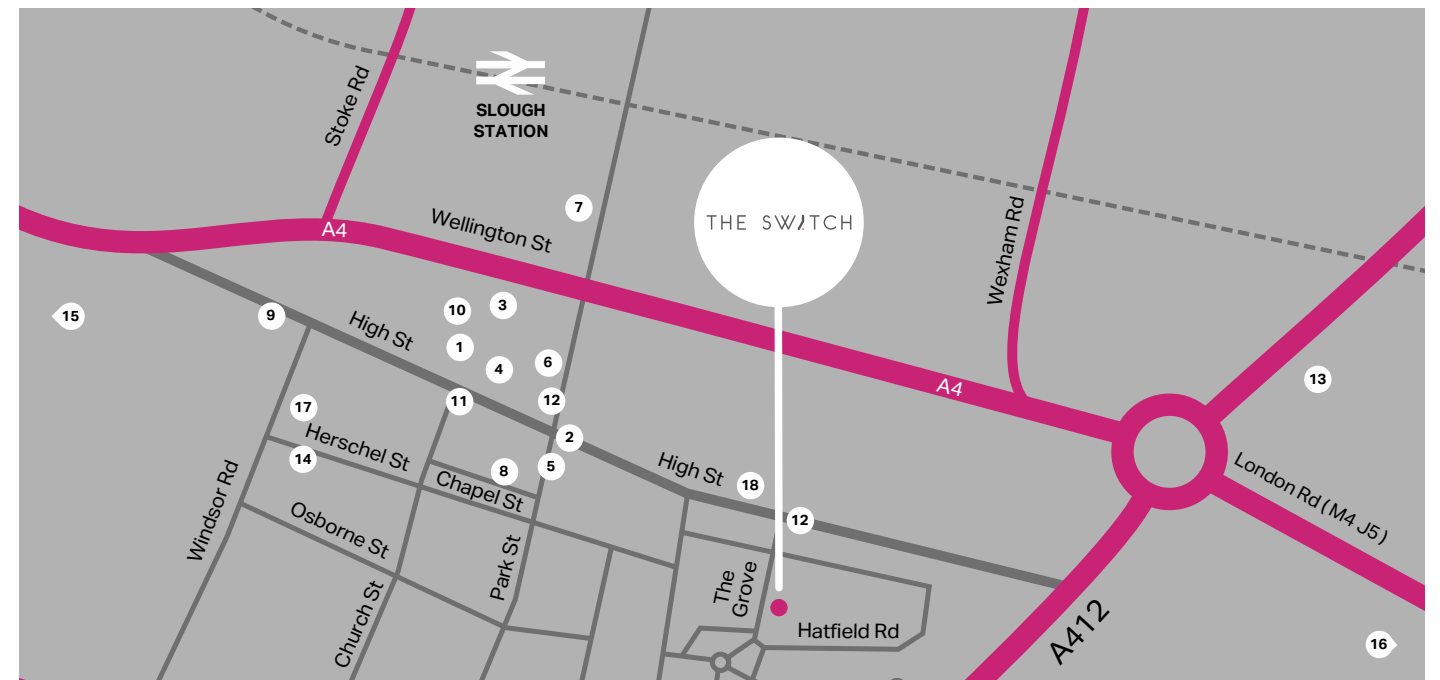 Stoke Rd
SLOUGH
STATION
7
THE SWITCH
Wellington St
A4
Wexham Rd
15
9
High St
10
3
1
4
6
11
12
2
5
8
17
14
Herschel St
Chapel St
Windsor Rd
Osborne St
Park St
Church St
High St
18
12
The
Grove
Hatfield Rd
A4
13
London Rd ( M4 J5 )
A412
16